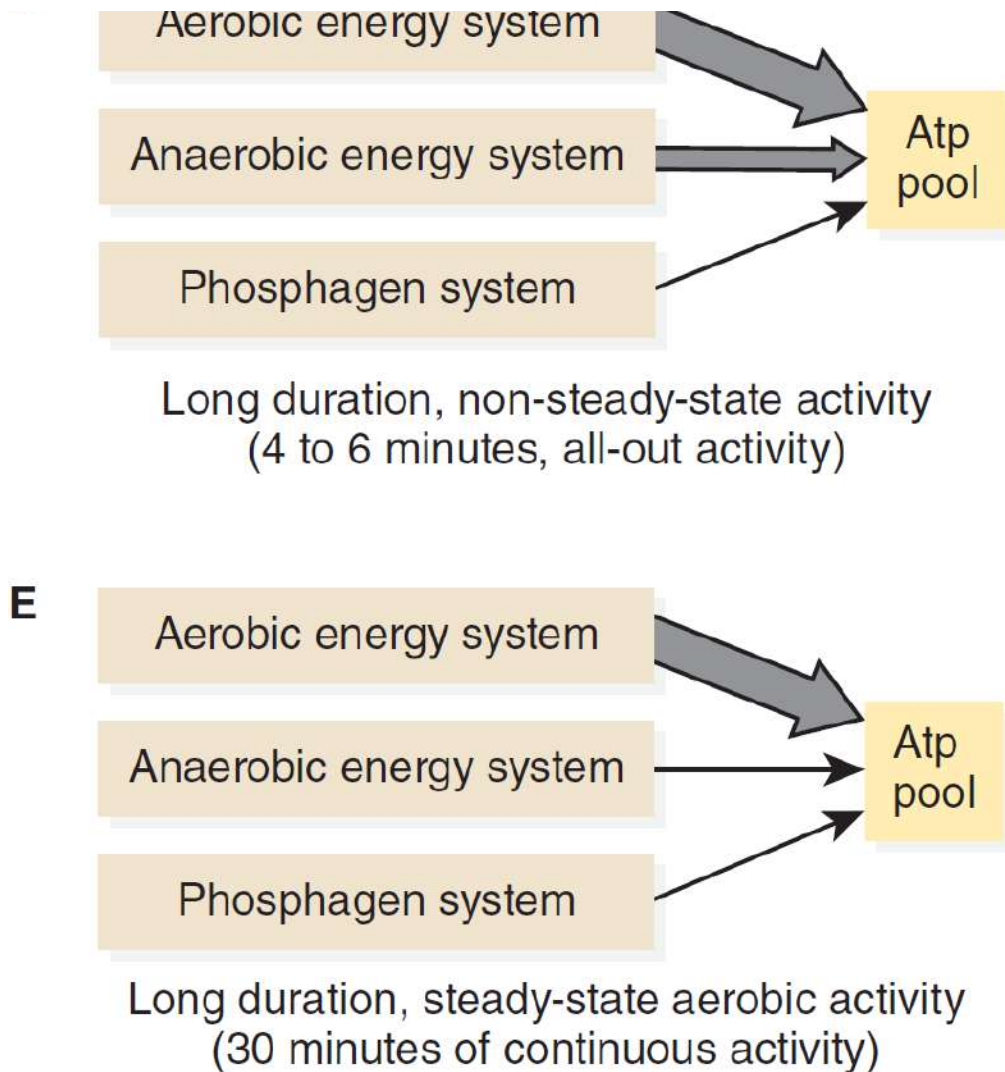 Aerobic energy system
Anaerobic energy system
Atp
pool
Phosphagen system
Long duration, non-steady-state activity
(4 to 6 minutes, all-out activity)
E
Aerobic energy system
Anaerobic energy system
Atp
pool
Phosphagen system
Long duration, steady-state aerobic activity
(30 minutes of continuous activity)